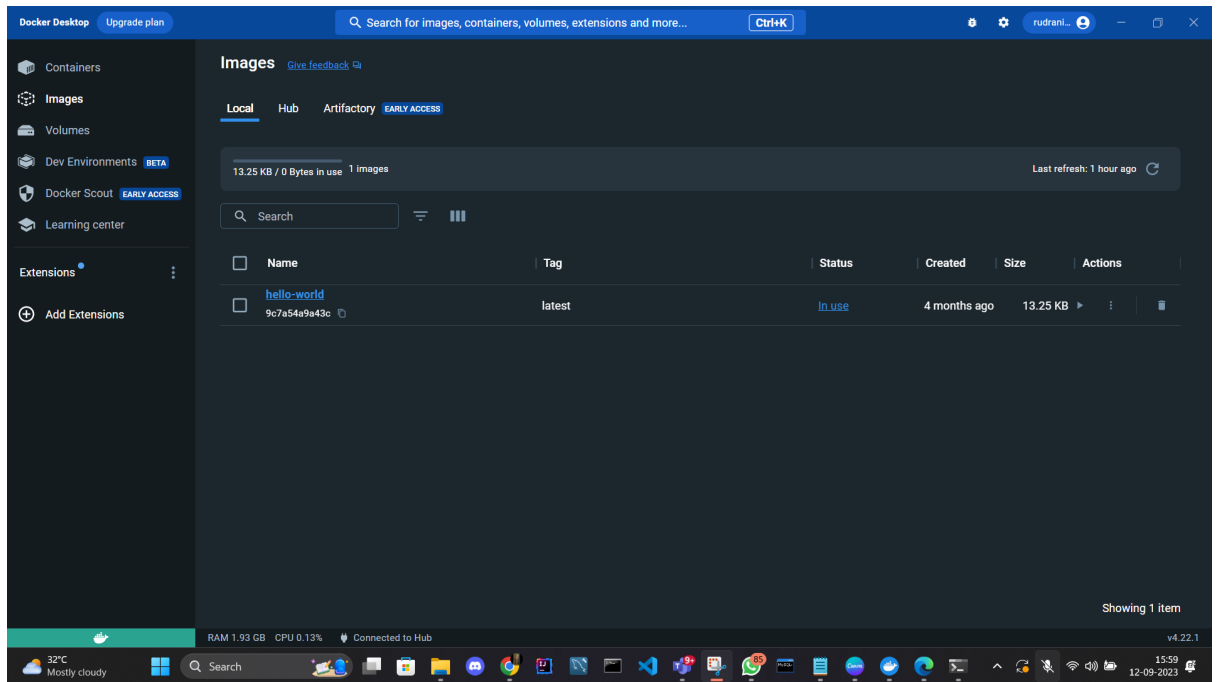 Docker Desktop Upgrade plan Search for images, containers, volumes, extensions and more... Ctrl+K rudrani...
Containers
Images
Volumes
Dev Environments BETA
Docker Scout EARLY ACCESS
Learning center
Extensions
Add Extensions
Images Give feedback
Local Hub Artifactory EARLY ACCESS
13.25 KB / 0 Bytes in use 1 images Last refresh: 1 hour ago
Search
Name Tag Status Created Size Actions
hello-world latest In use 4 months ago 13.25 KB
9c7a54a9a43c
Showing 1 item
RAM 1.93 GB CPU 0.13% Connected to Hub v4.22.1
32°C
Mostly cloudy
Search
9+
85
15:59
12-09-2023